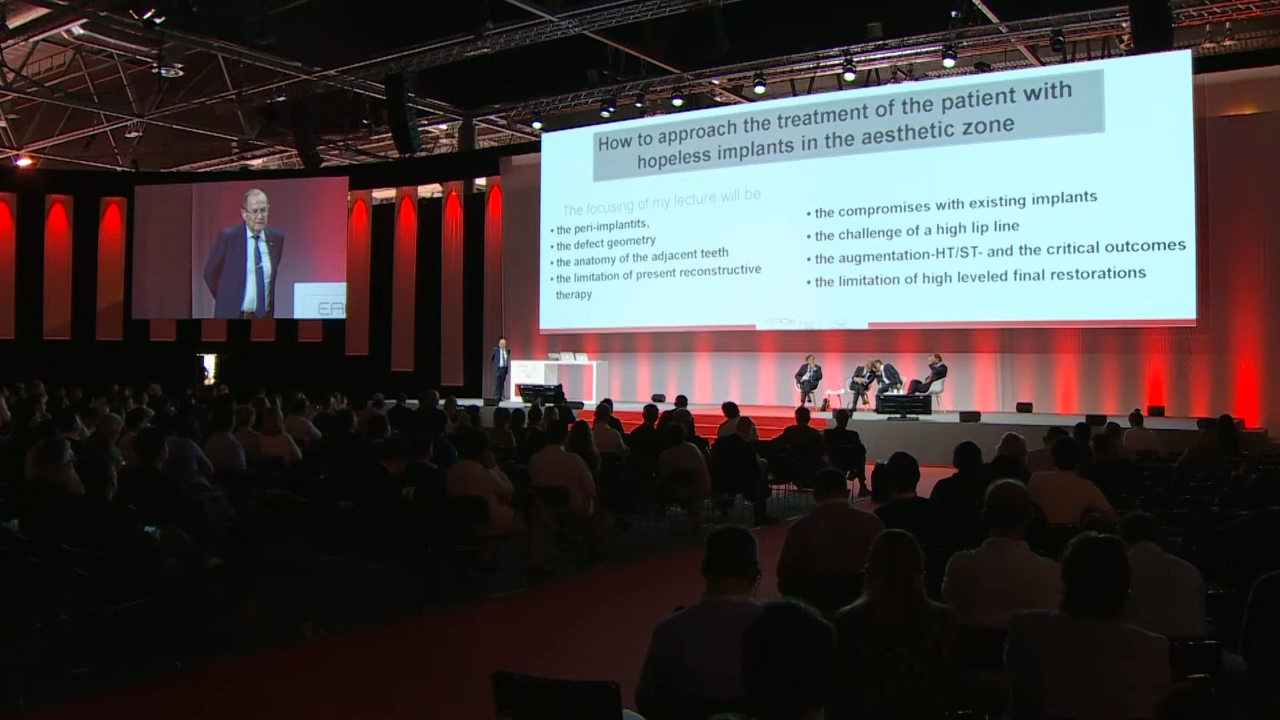 How to approach the treatment of the patient with
hopeless implants in the aesthetic zone
The focusing of my lecture will be
• the peri-implantits,
• the defect geometry
• the anatomy of the adjacent teeth
• the limitation of present reconstructive
therapy
• the compromises with existing implants
• the challenge of a high lip line
• the augmentation-HT/ST- and the critical outcomes
• the limitation of high leveled final restorations